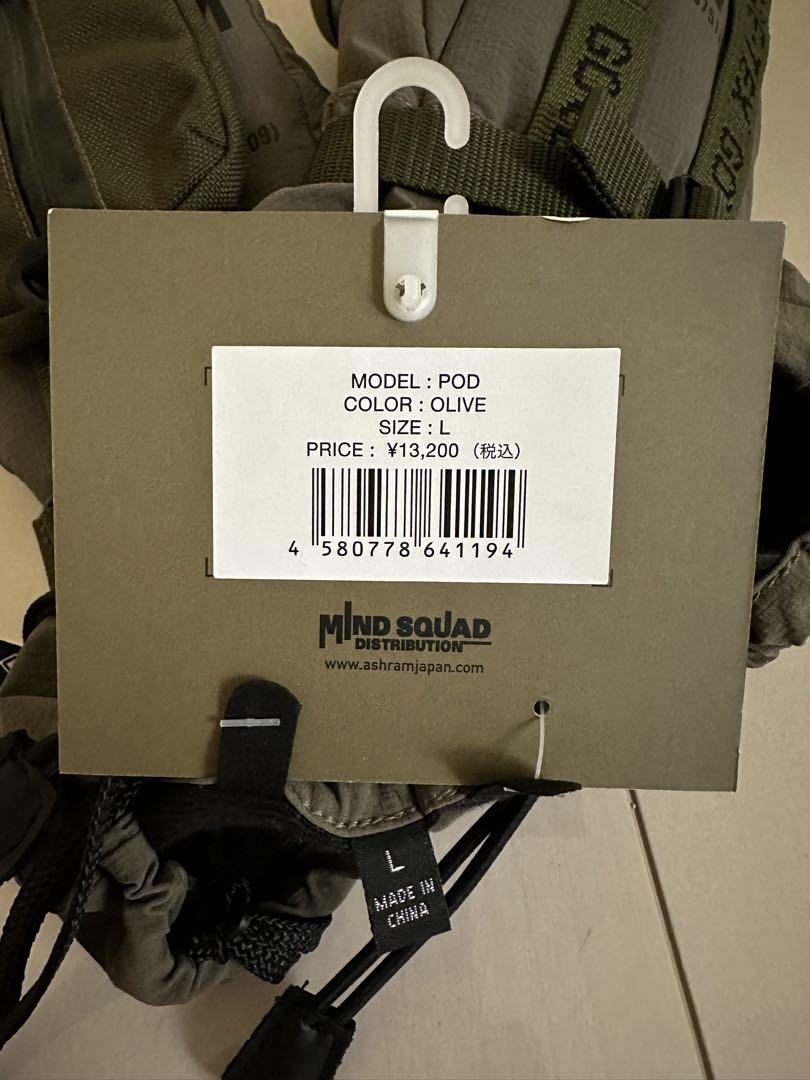 09)
MODEL : POD
COLOR : OLIVE
SIZE : L
PRICE : ¥13,200 (税込)
4 580778 641194
MIND SQUAD
DISTRIBUTION
www.ashramjapan.com
L
MADE IN
CHINA